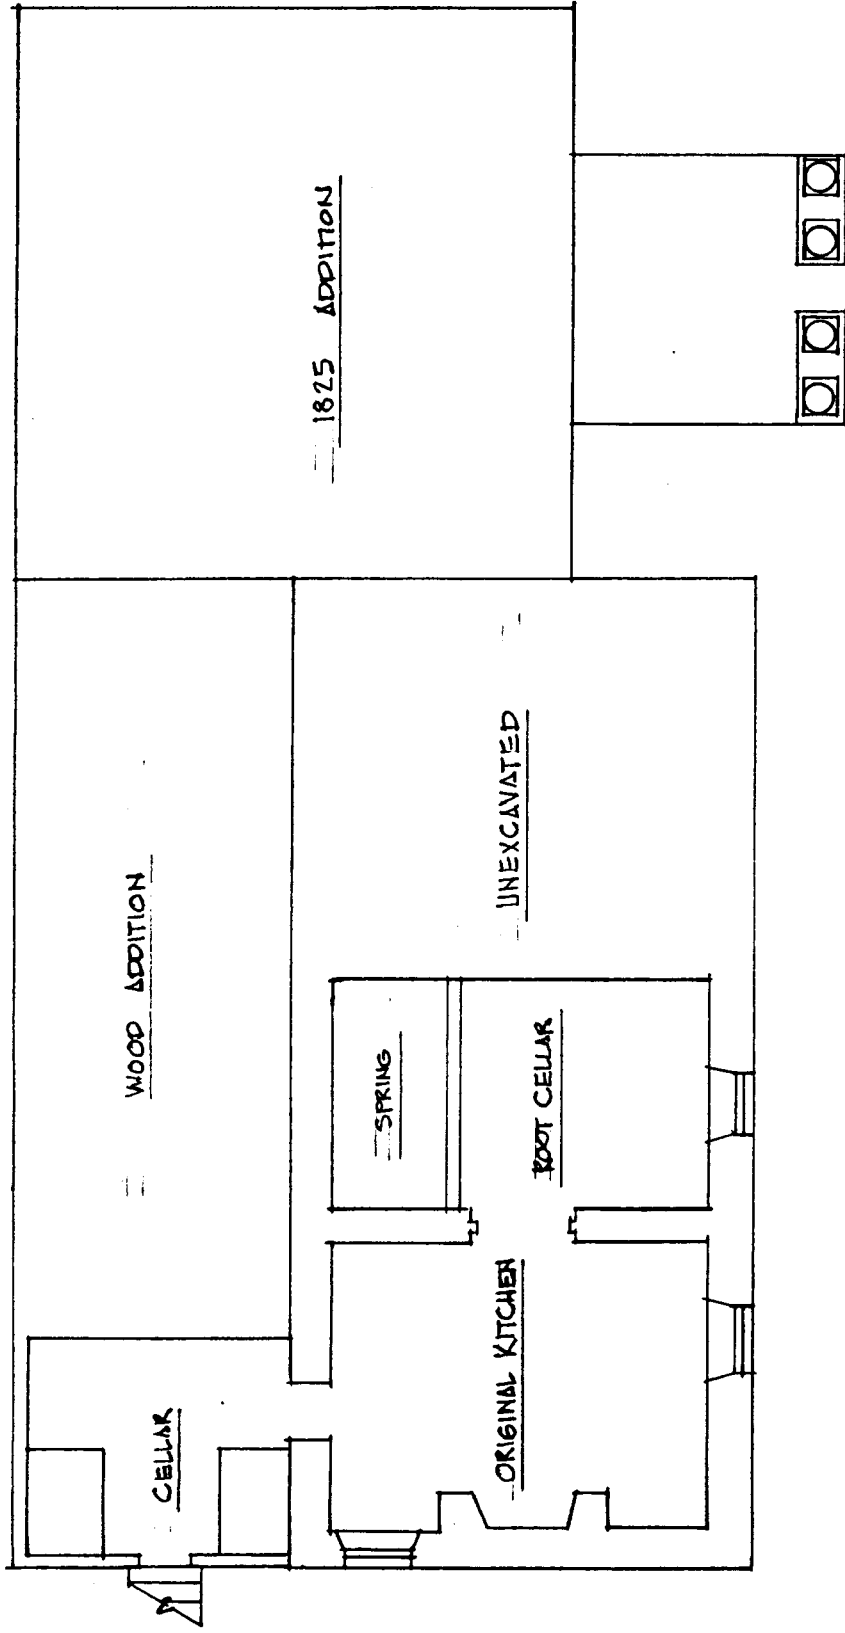 1825 ADDITION
WOOD ADDITION
UNEXCAVATED
SPRING
ROOT CELLAR
ORIGINAL KITCHEN
CELLAR